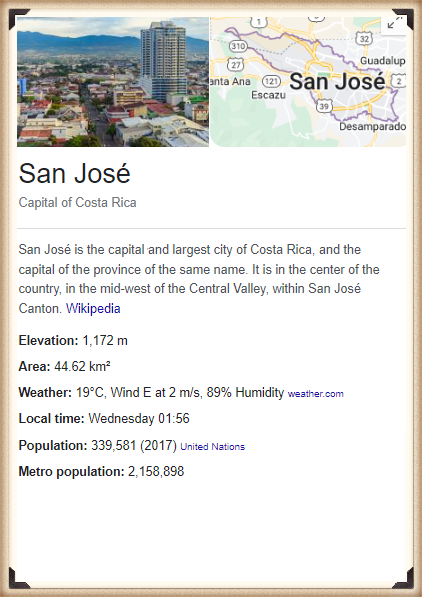 1
32
310
Guadalup
27
anta Ana
121
San José
2
Escazu
39
Desamparado
San José
Capital of Costa Rica
San José is the capital and largest city of Costa Rica, and the
capital of the province of the same name. It is in the center of the
country, in the mid-west of the Central Valley, within San José
Canton. Wikipedia
Elevation: 1,172 m
Area: 44.62 km²
Weather: 19°C, Wind E at 2 m/s, 89% Humidity weather.com
Local time: Wednesday 01:56
Population: 339,581 (2017) United Nations
Metro population: 2,158,898